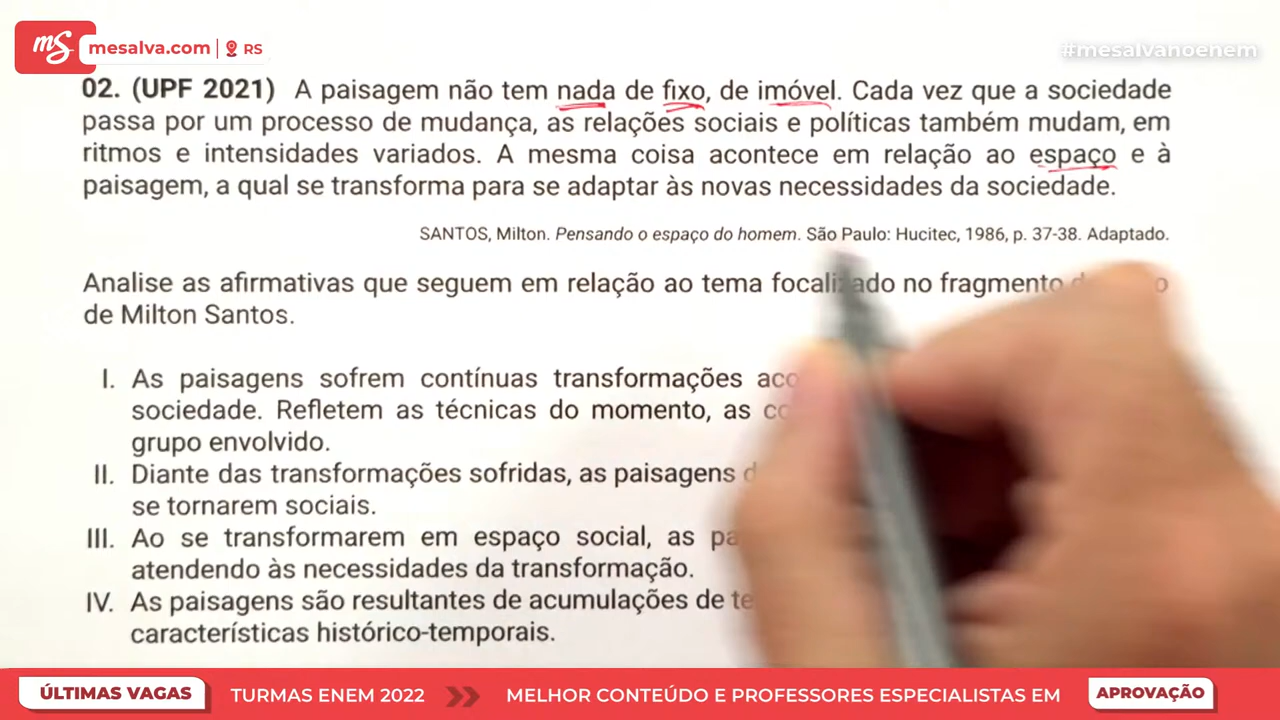 mS mesalva.com | RS
#mesalvanoenem
02. (UPF 2021) A paisagem não tem nada de fixo, de imóvel. Cada vez que a sociedade
passa por um processo de mudança, as relações sociais e políticas também mudam, em
ritmos e intensidades variados. A mesma coisa acontece em relação ao espaço e à
paisagem, a qual se transforma para se adaptar às novas necessidades da sociedade.
SANTOS, Milton. Pensando o espaço do homem. São Paulo: Hucitec, 1986, p. 37-38. Adaptado.
Analise as afirmativas que seguem em relação ao tema focalizado no fragmento
de Milton Santos.
I. As paisagens sofrem contínuas transformações
sociedade. Refletem as técnicas do momento, as
grupo envolvido.
II. Diante das transformações sofridas, as paisagens
se tornarem sociais.
III. Ao se transformarem em espaço social, as
atendendo às necessidades da transformação.
IV. As paisagens são resultantes de acumulações de
características histórico-temporais.
ÚLTIMAS VAGAS TURMAS ENEM 2022 MELHOR CONTEÚDO E PROFESSORES ESPECIALISTAS EM APROVAÇÃO